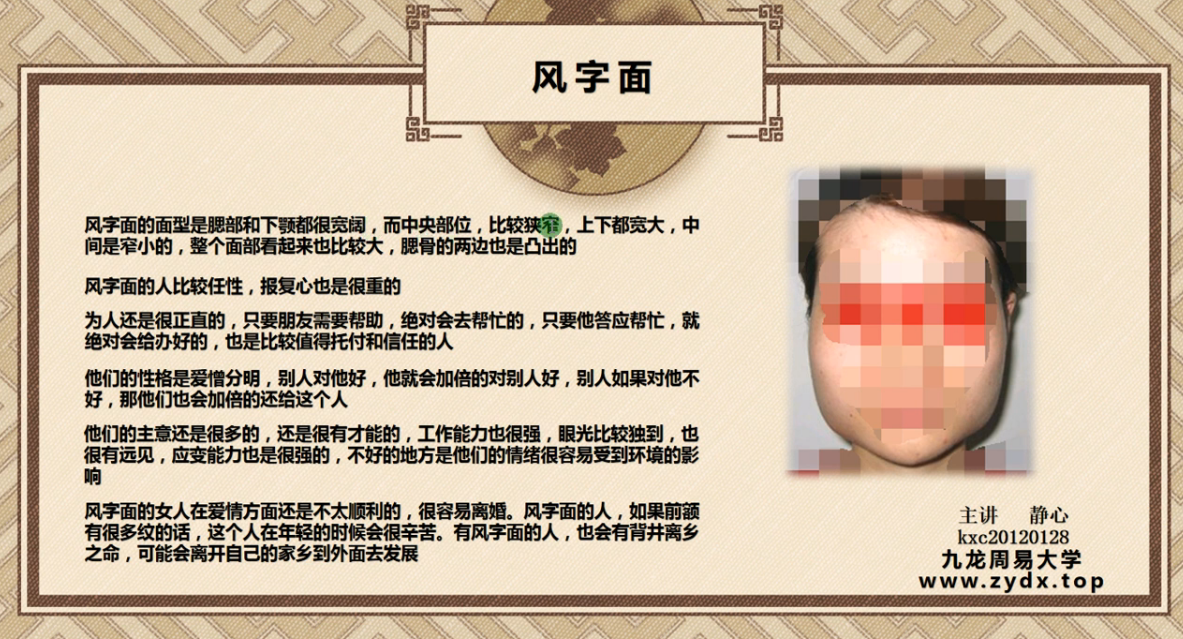 风字面
风字面的面型是腮部和下颚都很宽阔，而中央部位，比较狭窄，上下都宽大，中
间是窄小的，整个面部看起来也比较大，腮骨的两边也是凸出的
风字面的人比较任性，报复心也是很重的
为人还是很正直的，只要朋友需要帮助，绝对会去帮忙的，只要他答应帮忙，就
绝对会给办好的，也是比较值得托付和信任的人
他们的性格是爱憎分明，别人对他好，他就会加倍的对别人好，别人如果对他不
好，那他们也会加倍的还给这个人
他们的主意还是很多的，还是很有才能的，工作能力也很强，眼光比较独到，也
很有远见，应变能力也是很强的，不好的地方是他们的情绪很容易受到环境的影
响
风字面的女人在爱情方面还是不太顺利的，很容易离婚。风字面的人，如果前额
有很多纹的话，这个人在年轻的时候会很辛苦。有风字面的人，也会有背井离乡
之命，可能会离开自己的家乡到外面去发展
主讲 静心
kxc20120128
九龙周易大学
www.zydx.top